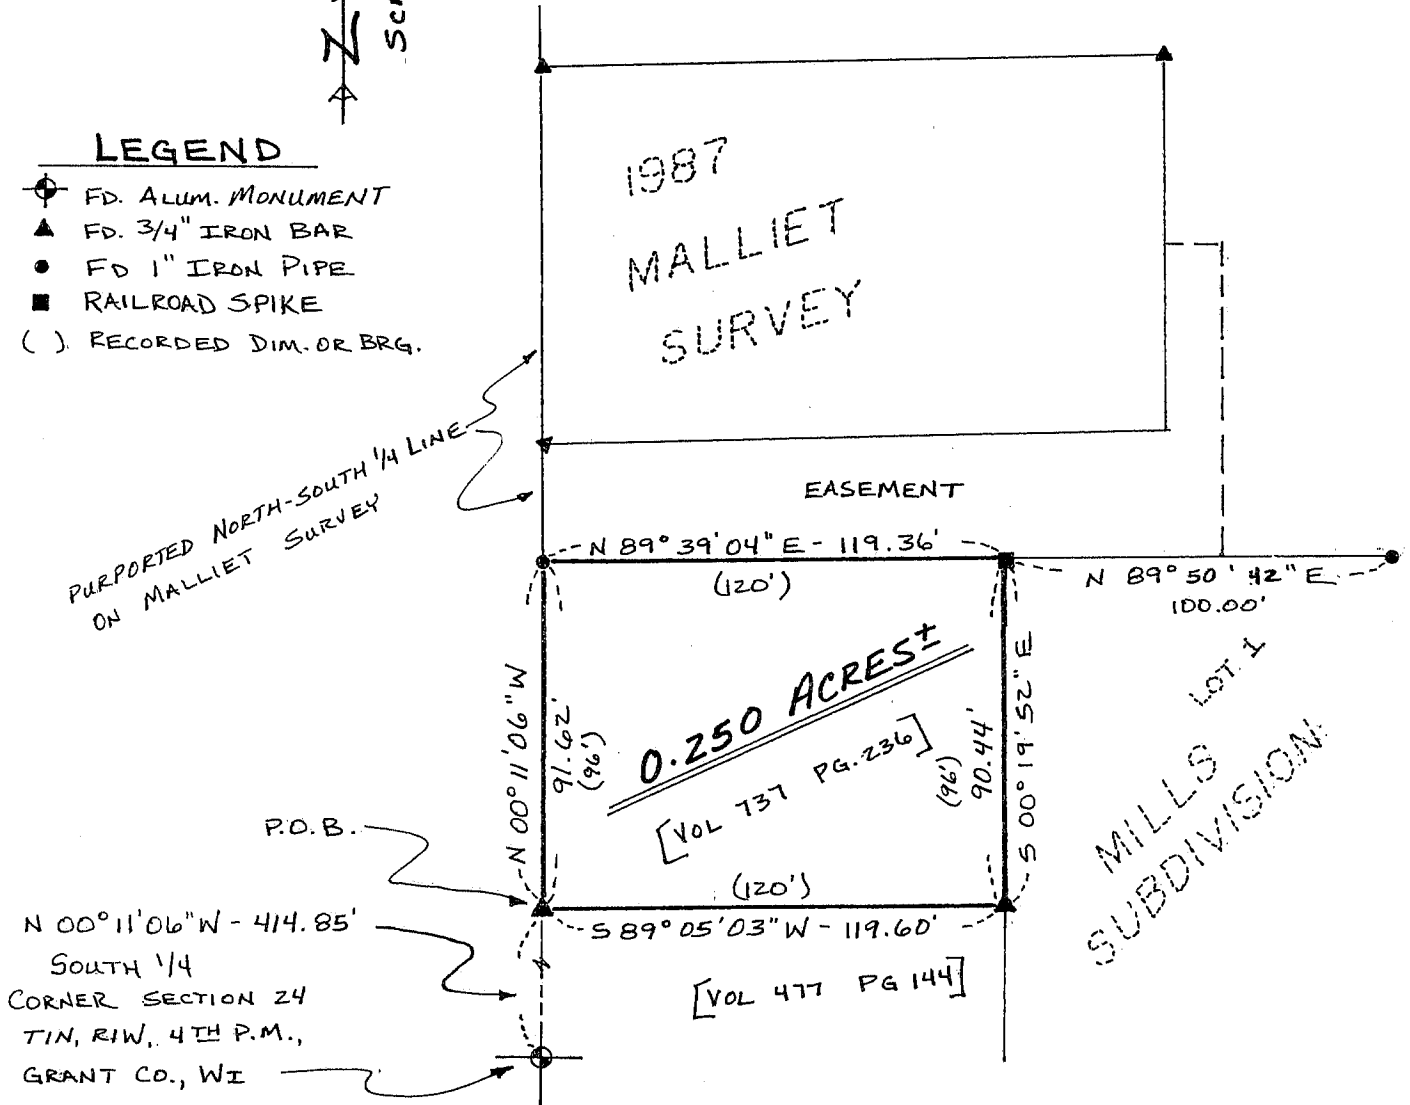 N
LEGEND
FD. ALUM. MONUMENT
FD. 3/4" IRON BAR
FD 1" IRON PIPE
RAILROAD SPIKE
( ) RECORDED DIM. OR BRG.
1987
MALLIET
SURVEY
PURPORTED NORTH-SOUTH 1/4 LINE
ON MALLIET SURVEY
EASEMENT
N 89° 39' 04" E - 119.36'
(120')
N 89° 50' 42" E
100.00'
N 00° 11' 06" W
91.62'
(96')
0.250 ACRES±
[VOL 737 PG. 236]
(96')
90.44'
S 00° 19' 52" E
LOT. 1
MILLS
SUBDIVISION
P.O.B.
(120')
S 89° 05' 03" W - 119.60'
[VOL 477 PG 144]
N 00° 11' 06" W - 414.85'
SOUTH 1/4
CORNER SECTION 24
T1N, R1W, 4TH P.M.,
GRANT CO., WI